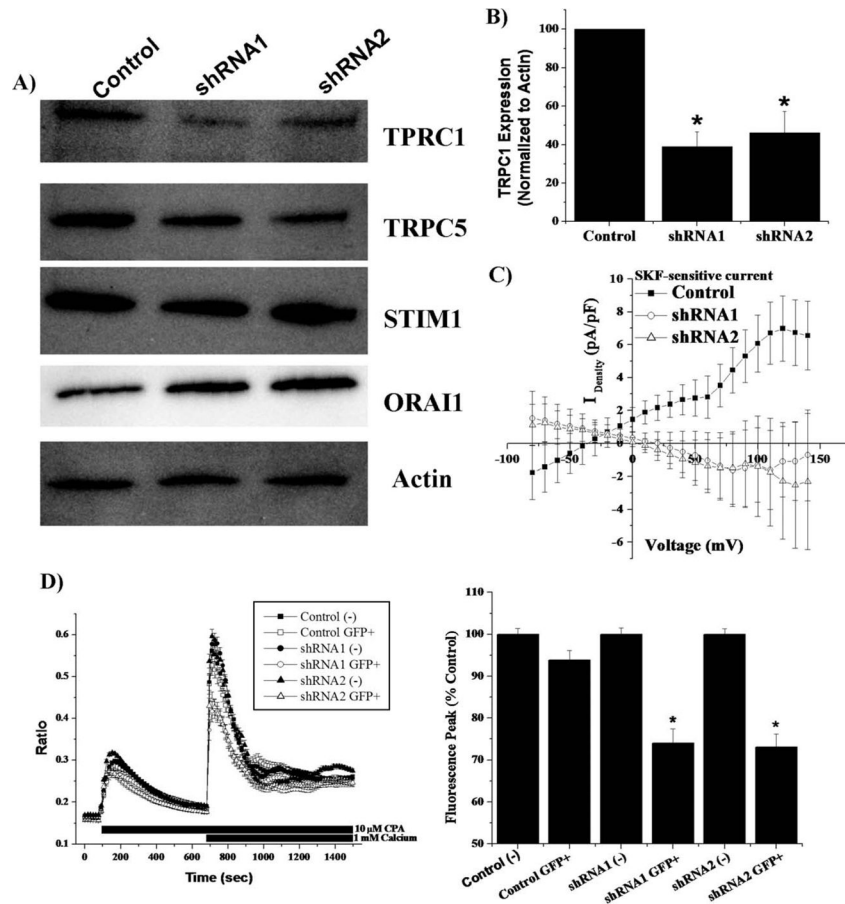 A)
Control
shRNA1
shRNA2
TPRC1
TRPC5
STIM1
ORAI1
Actin
B)
TRPC1 Expression
(Normalized to Actin)
100
80
60
40
20
0
* *
Control shRNA1 shRNA2
C)
SKF-sensitive current
Control
shRNA1
shRNA2
I Density (pA/pF)
10
8
6
4
2
0
-2
-4
-6
-100 -50 0 50 100 150
Voltage (mV)
D)
Control (-)
Control GFP+
shRNA1 (-)
shRNA1 GFP+
shRNA2 (-)
shRNA2 GFP+
Ratio
0.6
0.5
0.4
0.3
0.2
0.1
10 μM CPA
1 mM Calcium
0 200 400 600 800 1000 1200 1400
Time (sec)
Fluorescence Peak (% Control)
110
100
90
80
70
60
50
* *
Control (-)
Control GFP+
shRNA1 (-)
shRNA1 GFP+
shRNA2 (-)
shRNA2 GFP+